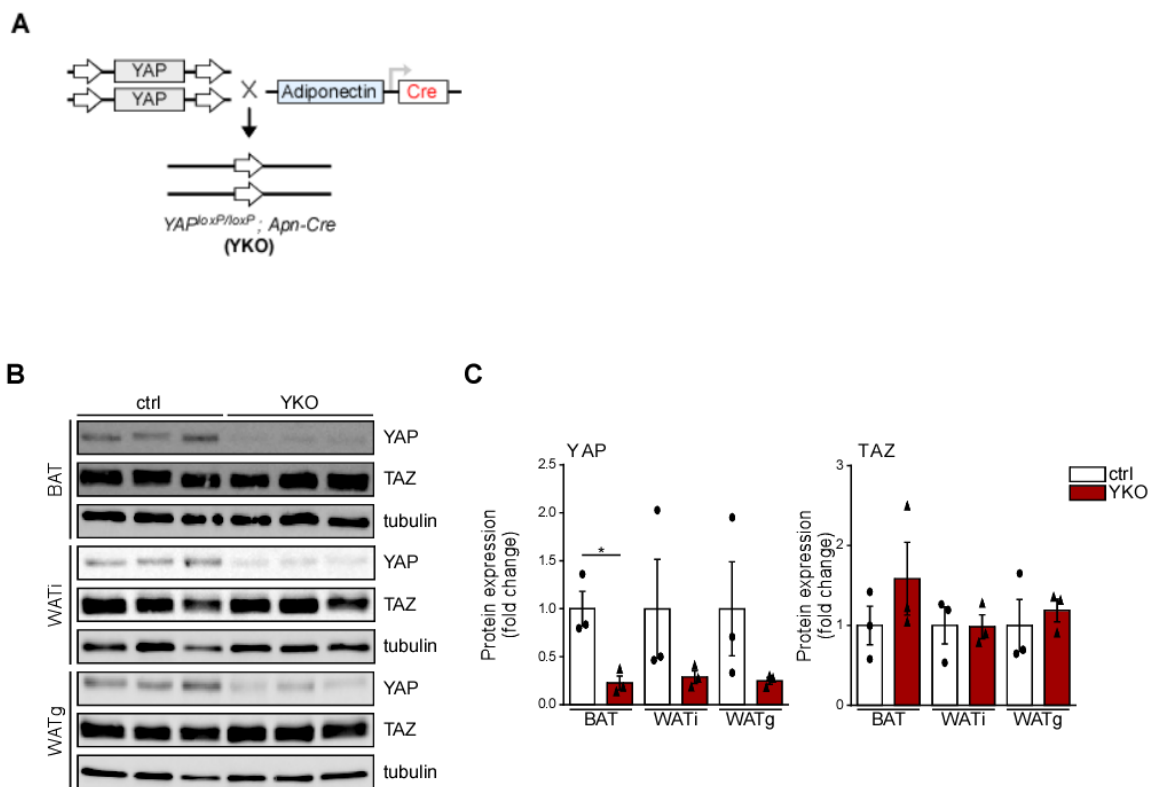 A
YAP
YAP
X
Adiponectin
Cre
YAP^loxP/loxP; Apn-Cre
(YKO)
B
ctrl YKO
BAT
YAP
TAZ
tubulin
WATi
YAP
TAZ
tubulin
WATg
YAP
TAZ
tubulin
C
YAP
Protein expression
(fold change)
2.5
2.0
1.5
1.0
0.5
0.0
*
BAT WATi WATg
TAZ
Protein expression
(fold change)
3
2
1
0
BAT WATi WATg
ctrl
YKO